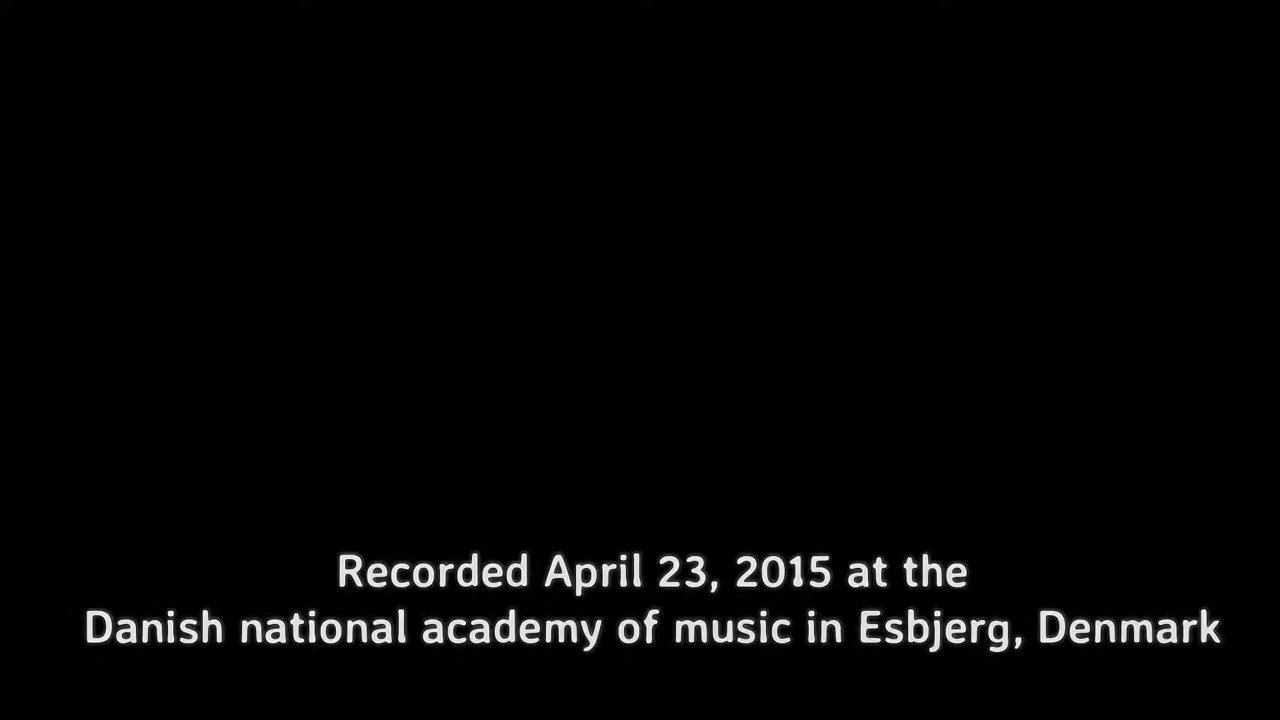 Recorded April 23, 2015 at the
Danish national academy of music in Esbjerg, Denmark